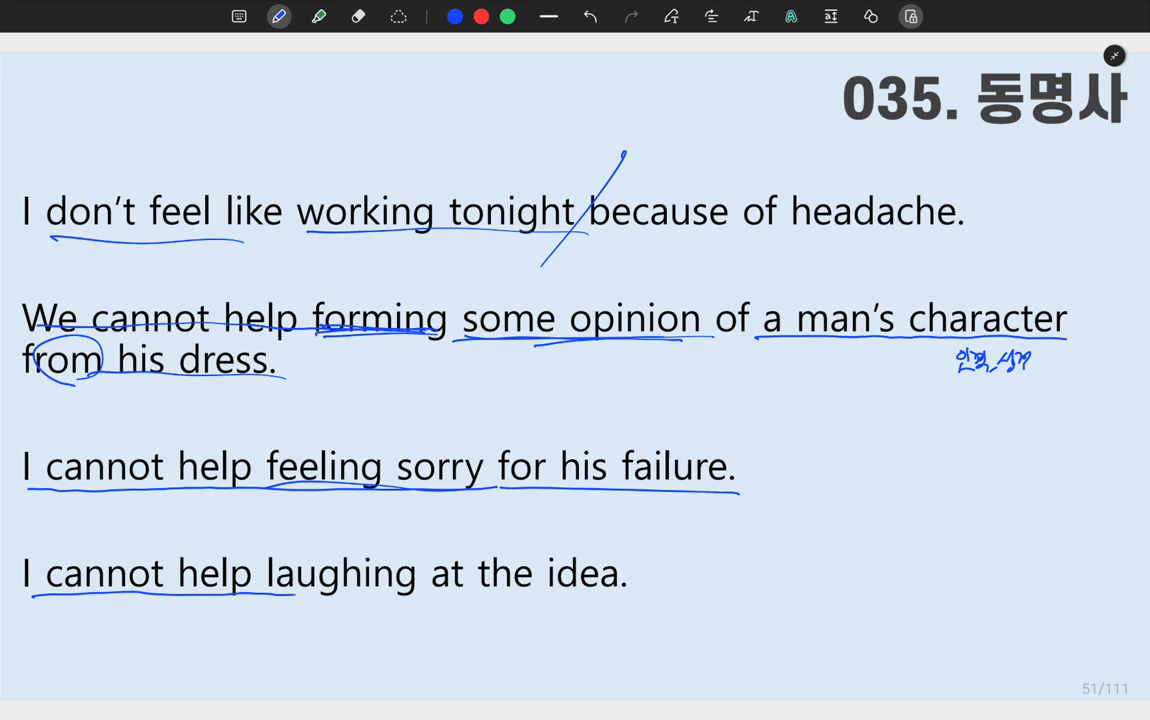 035. 동명사
I don't feel like working tonight because of headache.
We cannot help forming some opinion of a man's character
from his dress.
인격, 성격
I cannot help feeling sorry for his failure.
I cannot help laughing at the idea.
51/111